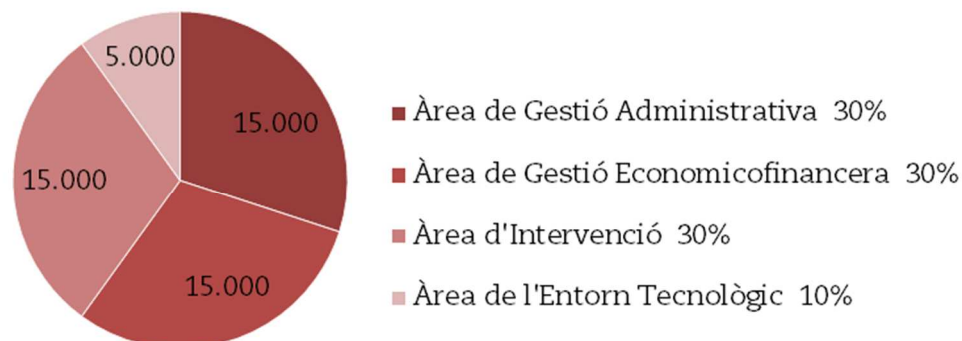 5.000
15.000
15.000
15.000
Àrea de Gestió Administrativa 30%
Àrea de Gestió Economicofinancera 30%
Àrea d'Intervenció 30%
Àrea de l'Entorn Tecnològic 10%